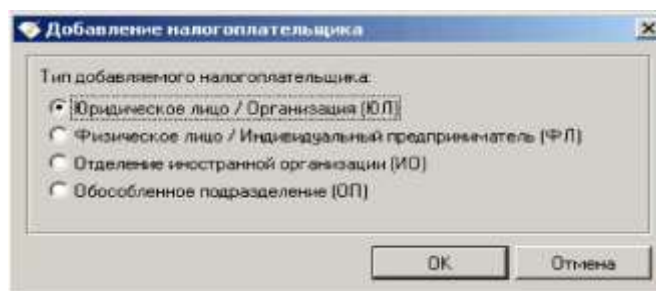 Добавление налогоплательщика
Тип добавляемого налогоплательщика:
Юридическое лицо / Организация (ЮЛ)
Физическое лицо / Индивидуальный предприниматель (ФЛ)
Отделение иностранной организации (ИО)
Обособленное подразделение (ОП)
OK
Отмена